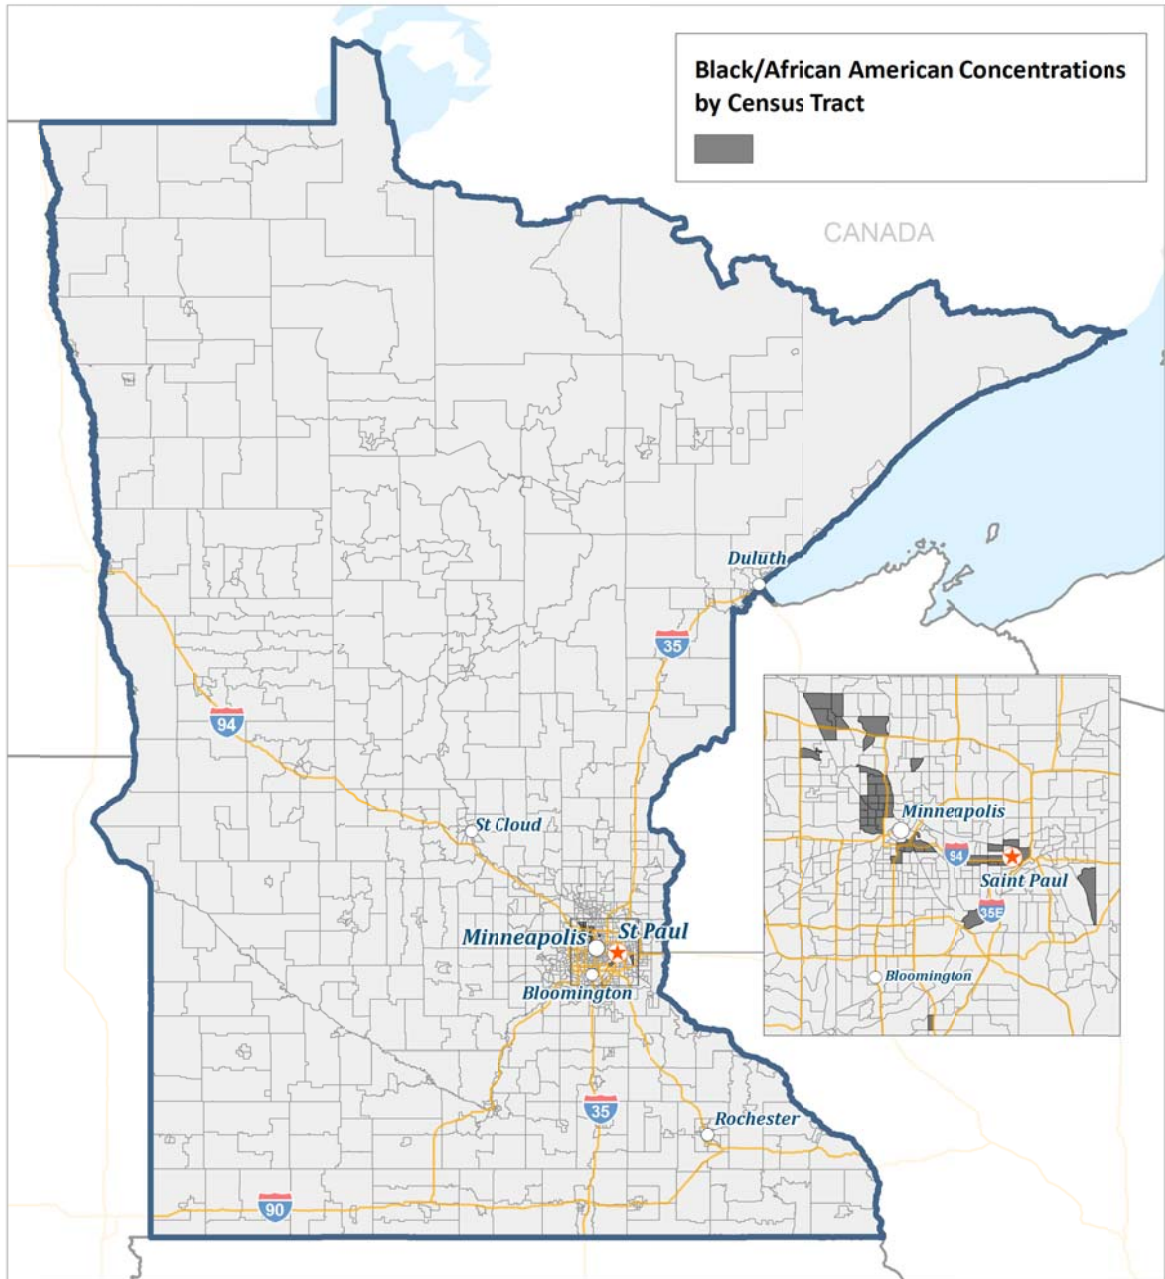 Black/African American Concentrations
by Census Tract
CANADA
Duluth
35
94
St Cloud
Minneapolis
94
Saint Paul
35E
Bloomington
Minneapolis
St Paul
Bloomington
35
Rochester
90